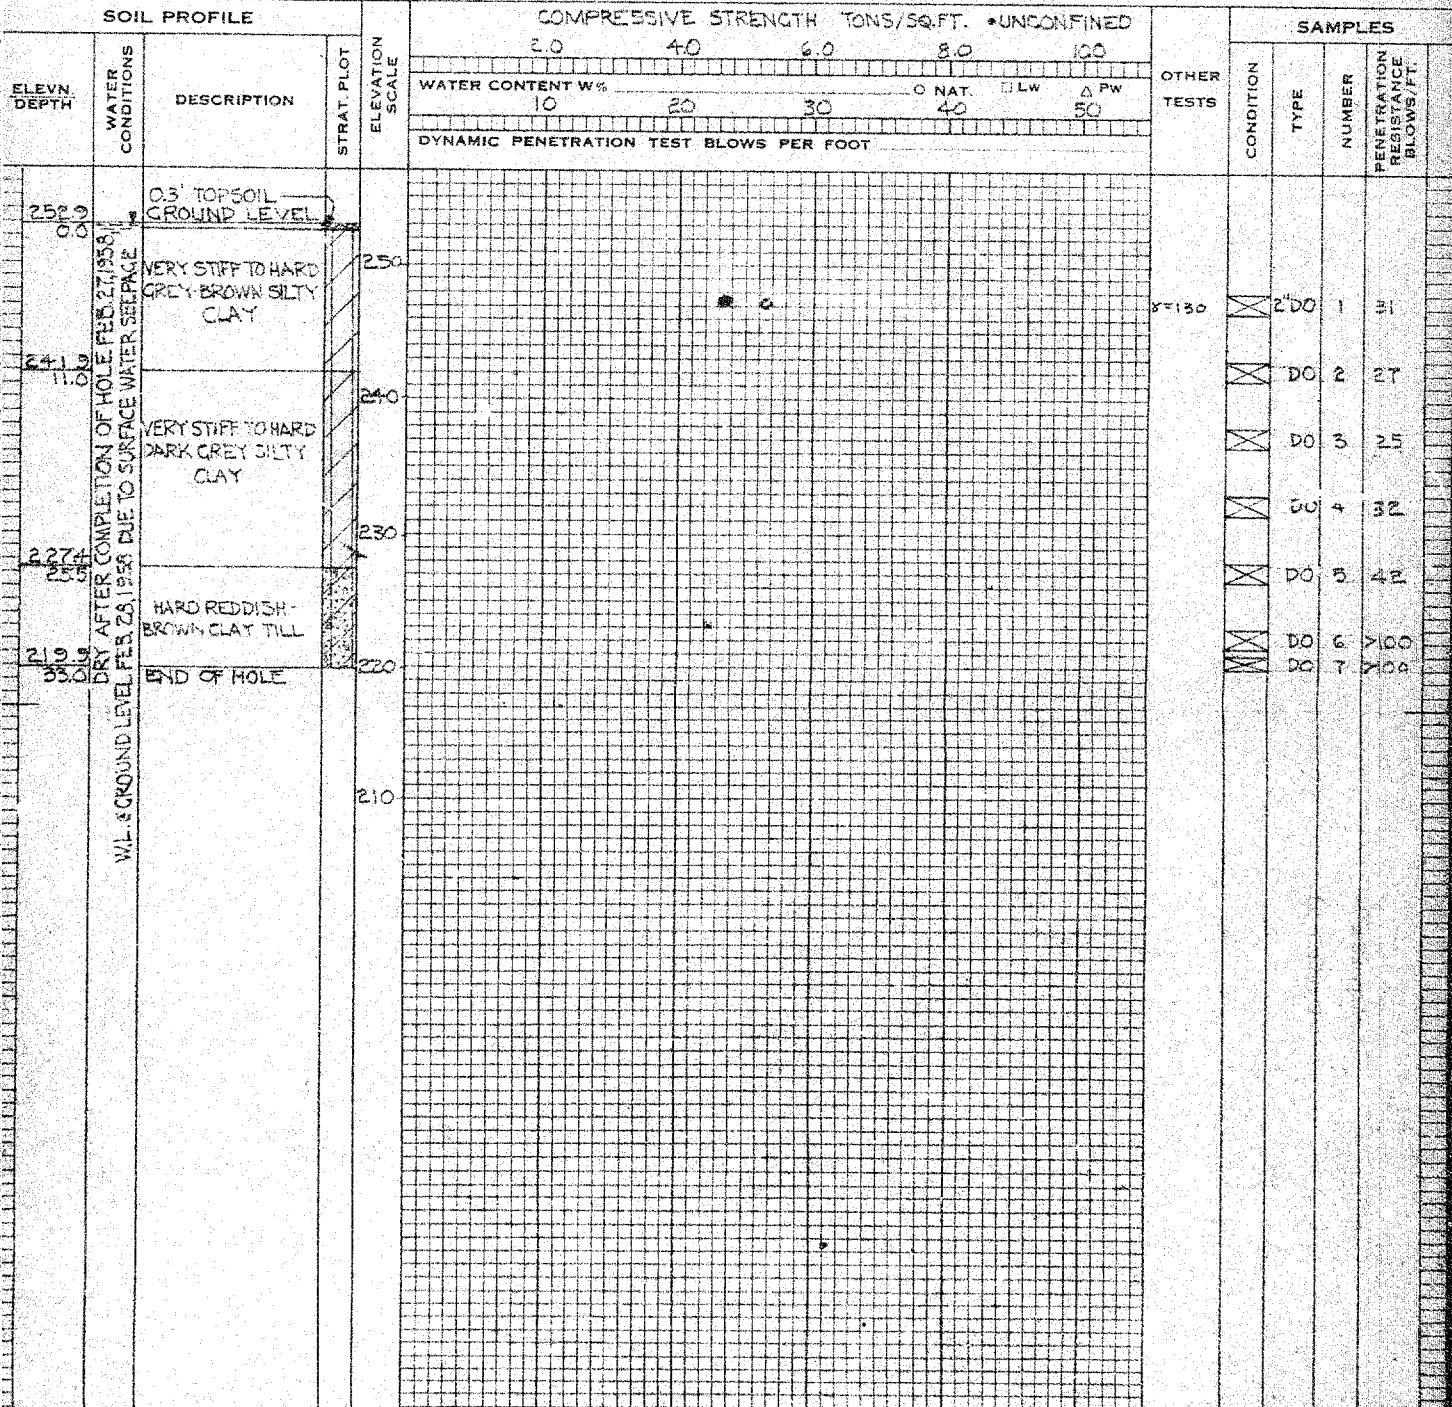 SOIL PROFILE
COMPRESSIVE STRENGTH TONS/SQ.FT. •UNCONFINED
SAMPLES
2.0 4.0 6.0 8.0 10.0
ELEVN.
DEPTH
WATER
CONDITIONS
DESCRIPTION
STRAT. PLOT
ELEVATION
SCALE
WATER CONTENT W% O NAT. □ LW △ PW
10 20 30 40 50
DYNAMIC PENETRATION TEST BLOWS PER FOOT
OTHER
TESTS
CONDITION
TYPE
NUMBER
PENETRATION
RESISTANCE
BLOWS/FT.
0.3' TOPSOIL
252.9 GROUND LEVEL
0.0
DRY AFTER COMPLETION OF HOLE FEB. 27, 1958,
W.L. @ GROUND LEVEL FEB. 28, 1958 DUE TO SURFACE WATER SEEPAGE
250
VERY STIFF TO HARD
GREY-BROWN SILTY
CLAY
γ=130 2"DO 1 31
241.9
11.0
DO 2 27
240
VERY STIFF TO HARD
DARK GREY SILTY
CLAY
DO 3 25
DO 4 32
230
227.4
25.5
DO 5 42
HARD REDDISH-
BROWN CLAY TILL
DO 6 >100
219.9
33.0 END OF HOLE
220
DO 7 >100
210